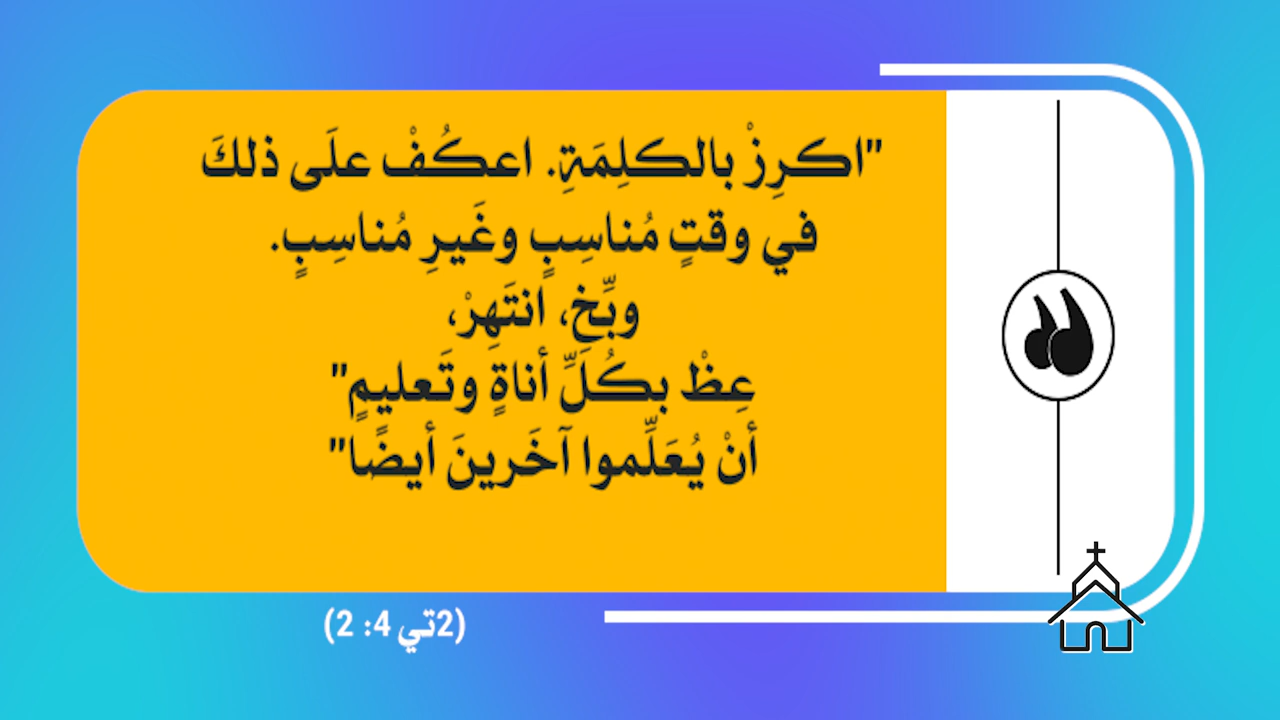 "اكرِزْ بالكلِمَةِ. اعكُفْ علَى ذلكَ
في وقتٍ مُناسِبٍ وغَيرِ مُناسِبٍ.
وبِّخ، انتَهِرْ،
عِظْ بكُلِّ أناةٍ وتَعليمٍ"
أنْ يُعَلِّموا آخَرينَ أيضًا"
(2تي 4: 2)